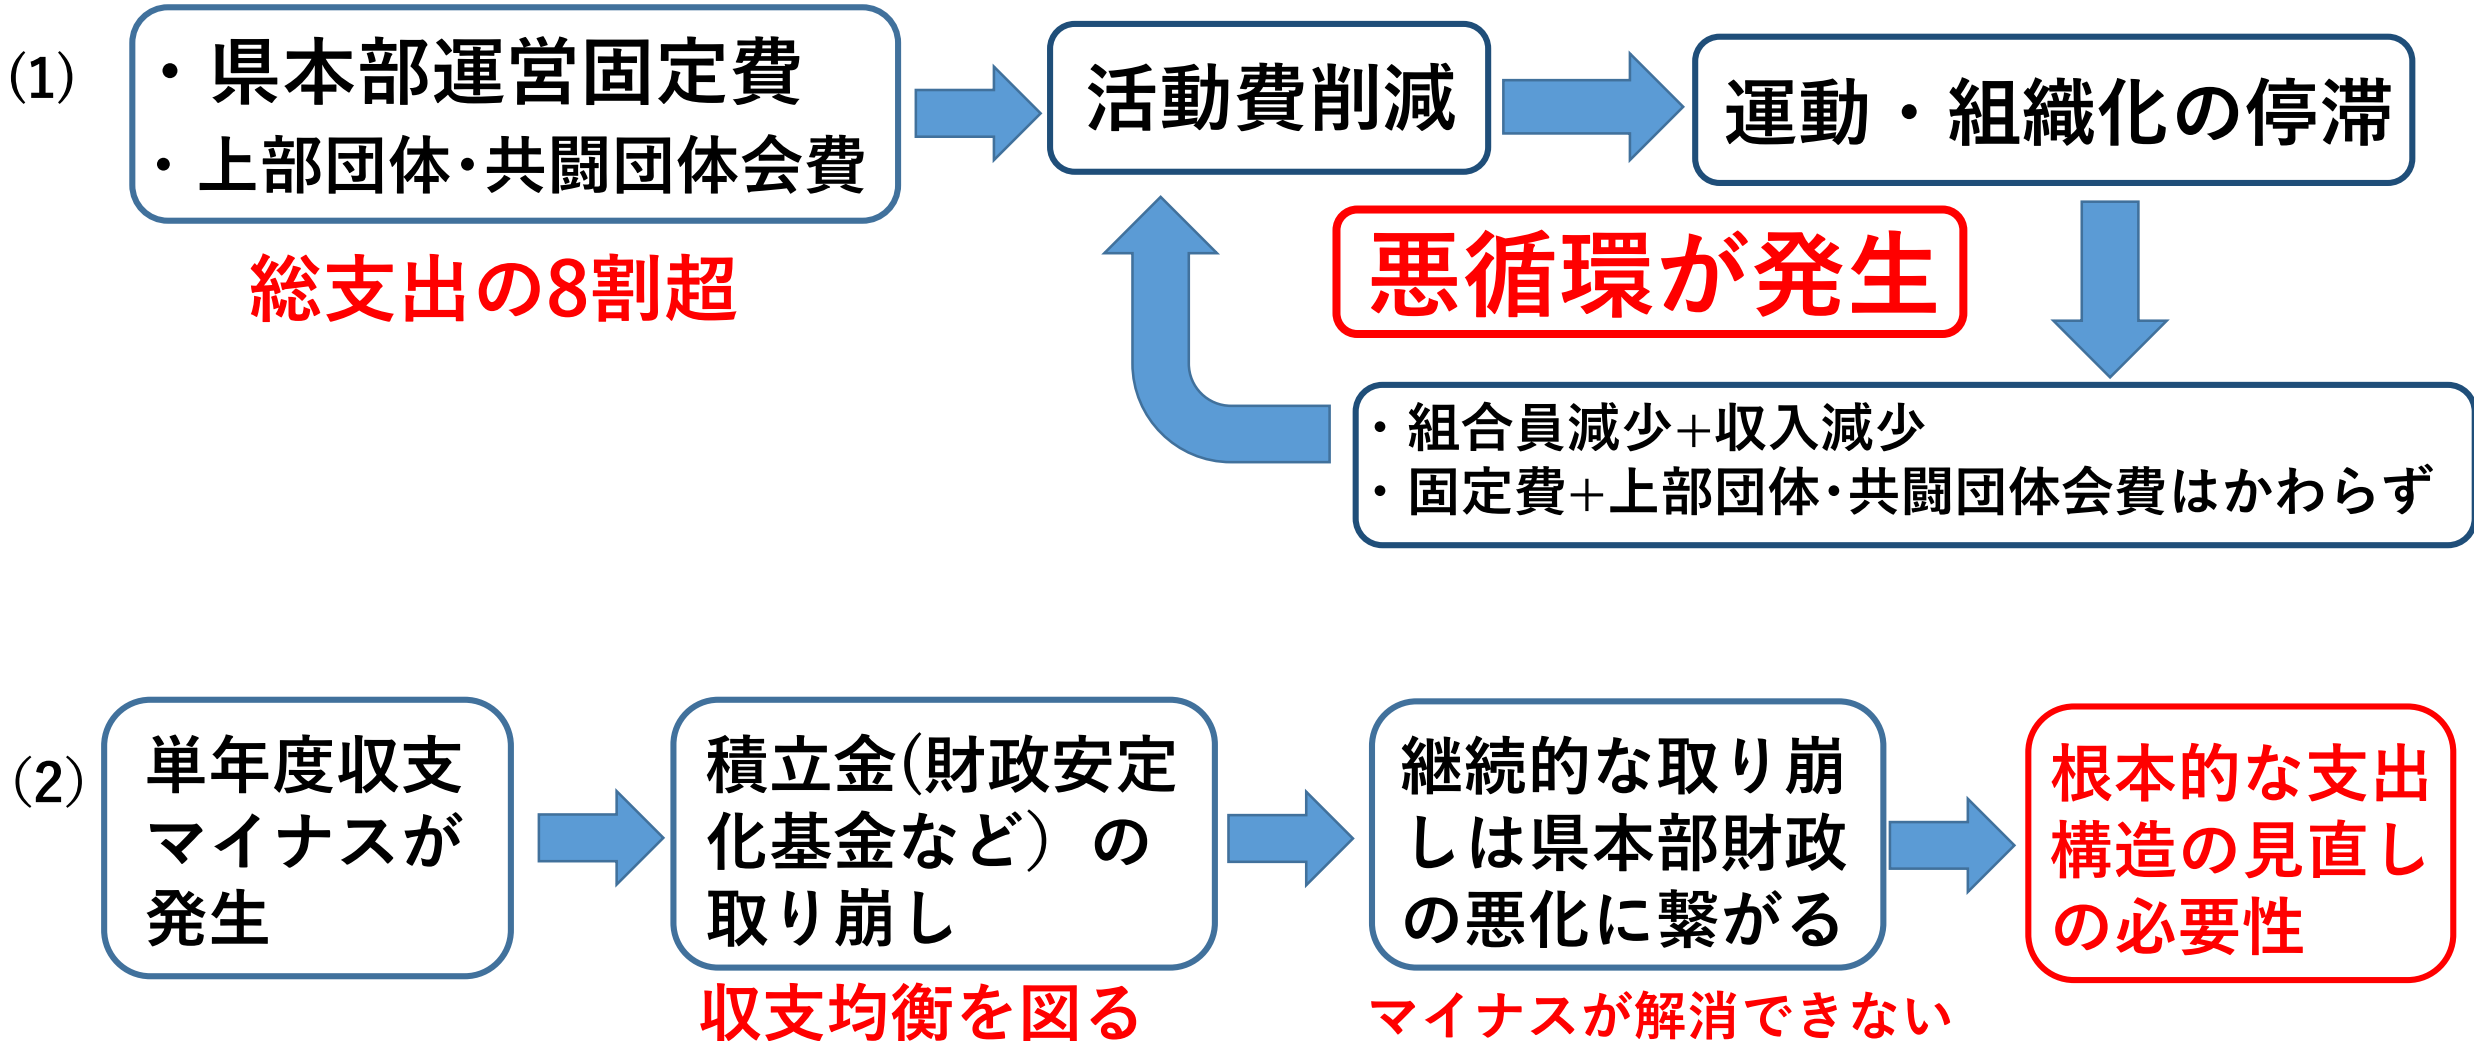 (1)
・県本部運営固定費
・上部団体・共闘団体会費
総支出の8割超
活動費削減
運動・組織化の停滞
悪循環が発生
・組合員減少+収入減少
・固定費+上部団体・共闘団体会費はかわらず
(2)
単年度収支
マイナスが
発生
積立金(財政安定
化基金など）の
取り崩し
収支均衡を図る
継続的な取り崩
しは県本部財政
の悪化に繋がる
マイナスが解消できない
根本的な支出
構造の見直し
の必要性